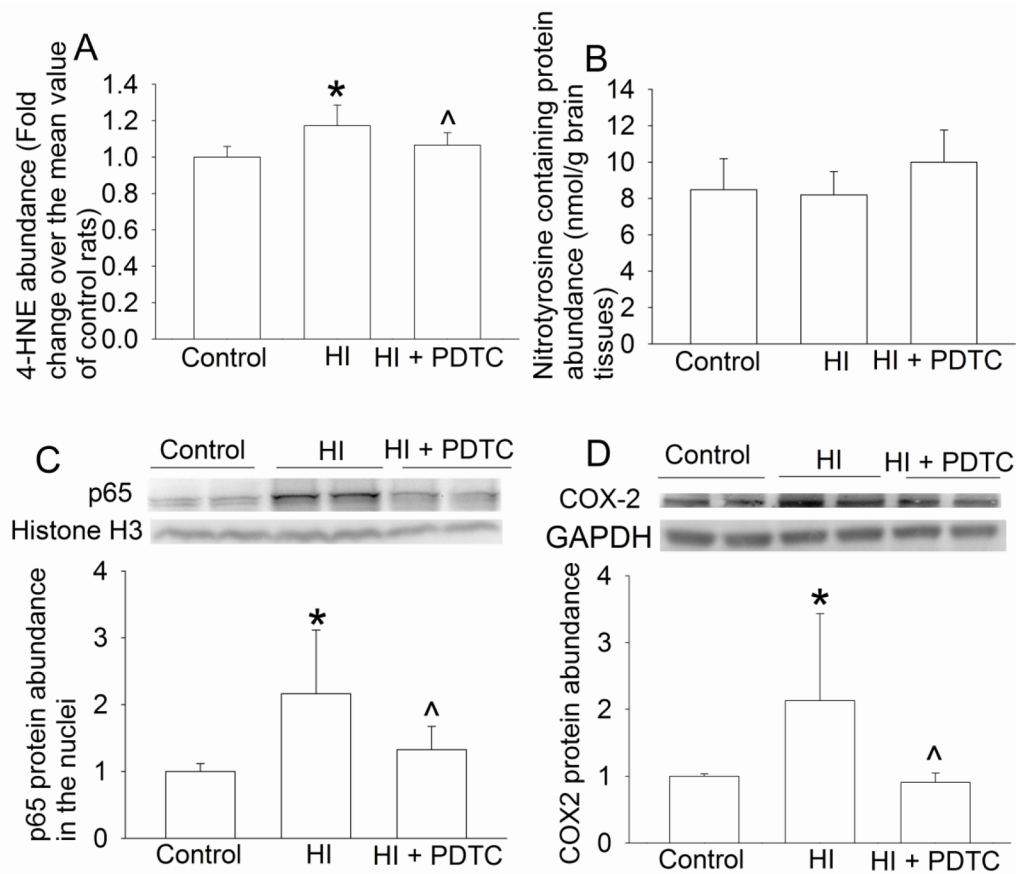 A
4-HNE abundance (Fold
change over the mean value
of control rats)
1.4
1.2
1.0
0.8
0.6
0.4
0.2
0.0
*
^
Control HI HI + PDTC
B
Nitrotyrosine containing protein
abundance (nmol/g brain
tissues)
14
12
10
8
6
4
2
0
Control HI HI + PDTC
C
Control HI HI + PDTC
p65
Histone H3
p65 protein abundance
in the nuclei
4
3
2
1
0
*
^
Control HI HI + PDTC
D
Control HI HI + PDTC
COX-2
GAPDH
COX2 protein abundance
4
3
2
1
0
*
^
Control HI HI + PDTC